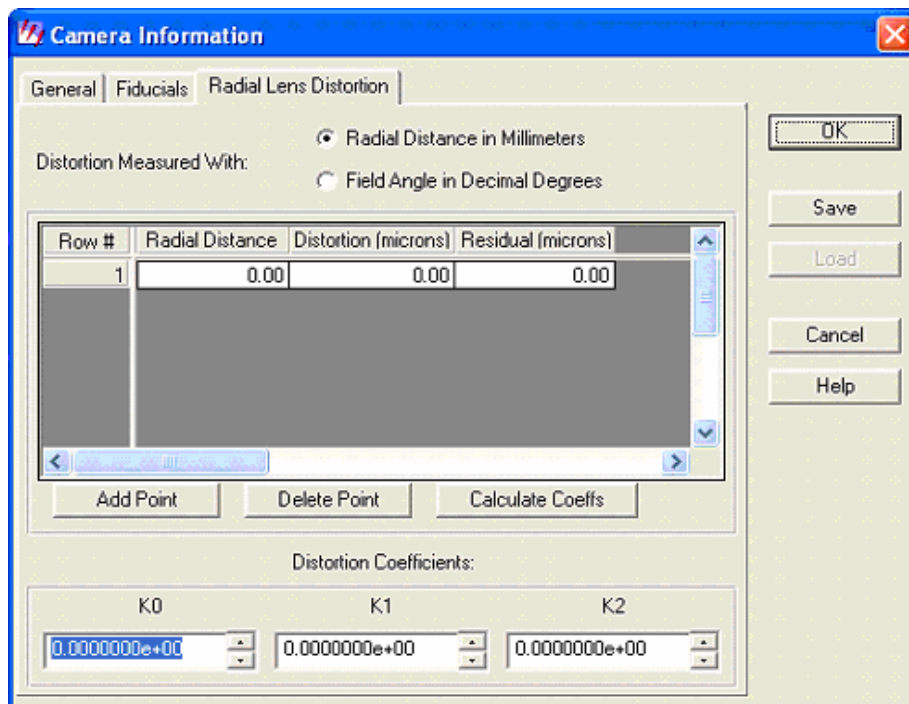 Camera Information
General Fiducials Radial Lens Distortion
Distortion Measured With:
Radial Distance in Millimeters
Field Angle in Decimal Degrees
Row # Radial Distance Distortion (microns) Residual (microns)
1 0.00 0.00 0.00
Add Point Delete Point Calculate Coeffs
Distortion Coefficients:
K0 K1 K2
0.0000000e+00 0.0000000e+00 0.0000000e+00
OK
Save
Load
Cancel
Help